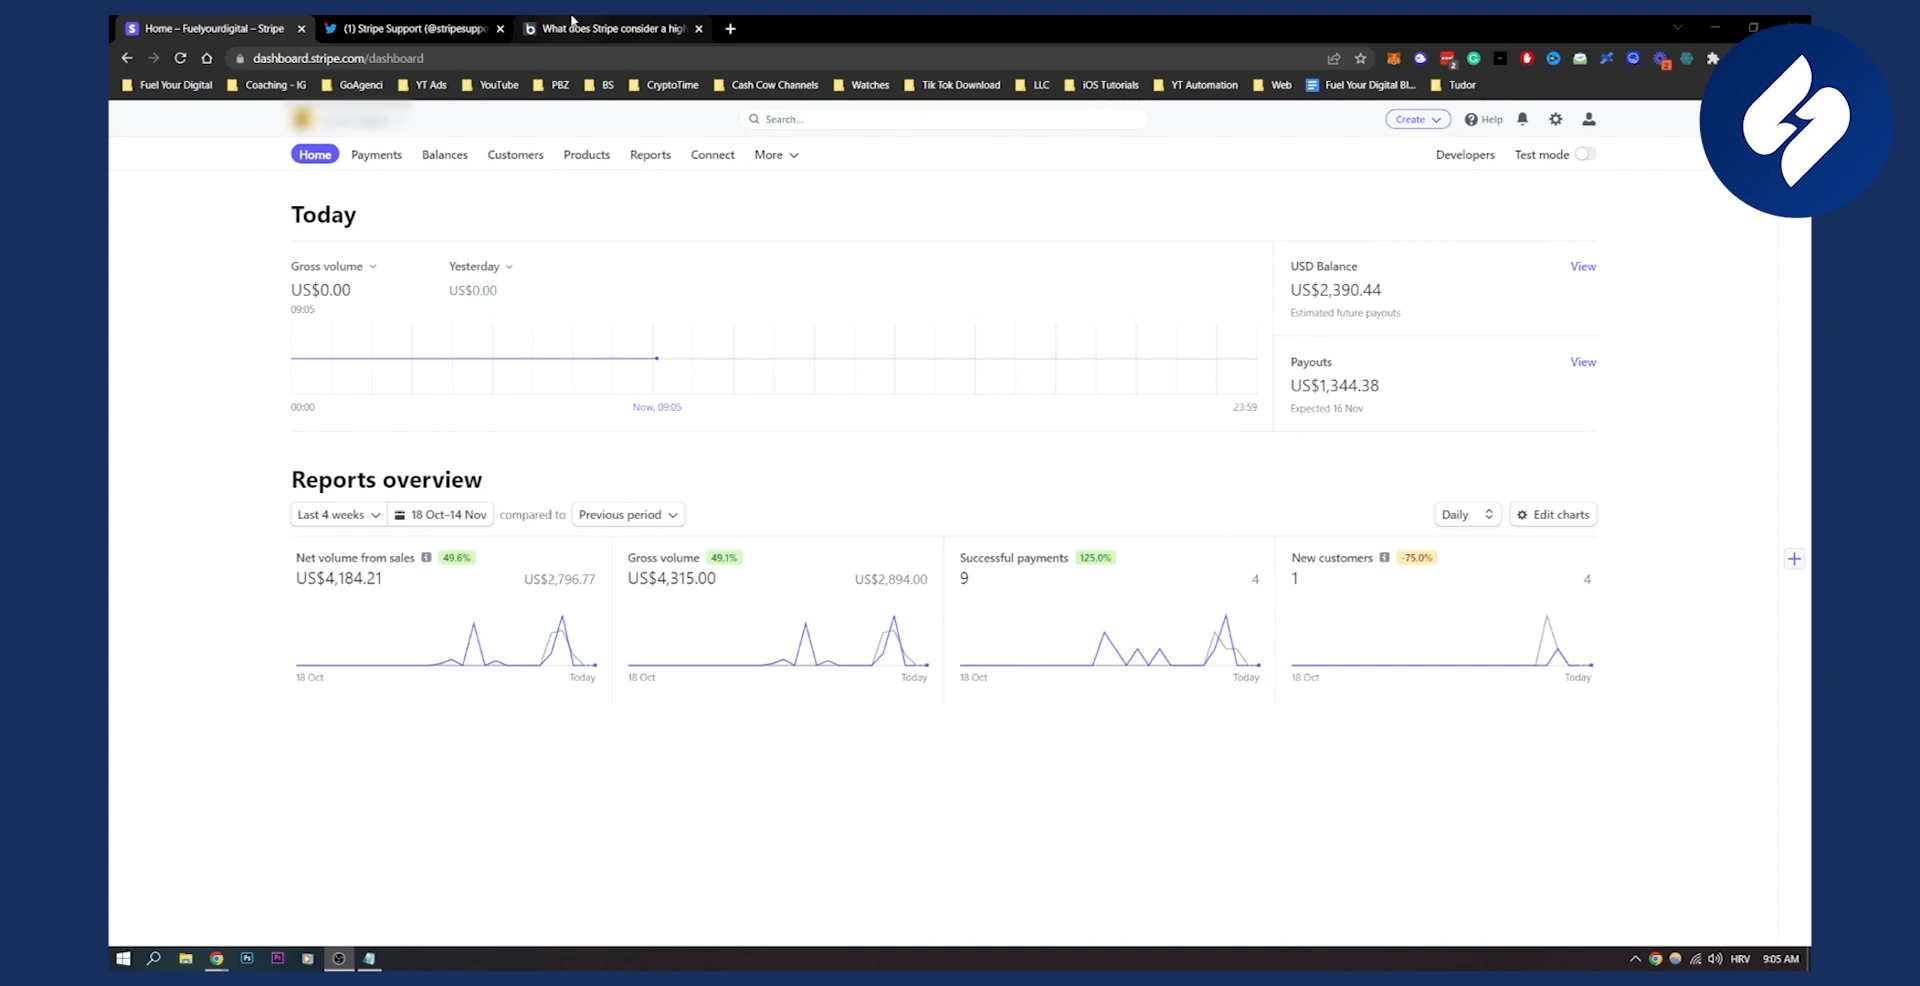 Home – Fuelyourdigital – Stripe
(1) Stripe Support (@stripesuppo
What does Stripe consider a hig
dashboard.stripe.com/dashboard
Fuel Your Digital Coaching - IG GoAgenci YT Ads YouTube PBZ BS CryptoTime Cash Cow Channels Watches Tik Tok Download LLC iOS Tutorials YT Automation Web Fuel Your Digital Bl... Tudor
Search... Create Help
Home Payments Balances Customers Products Reports Connect More Developers Test mode
Today
Gross volume Yesterday
US$0.00 US$0.00
09:05
00:00 Now, 09:05 23:59
USD Balance View
US$2,390.44
Estimated future payouts
Payouts View
US$1,344.38
Expected 16 Nov
Reports overview
Last 4 weeks 18 Oct–14 Nov compared to Previous period Daily Edit charts
Net volume from sales 49.6%
US$4,184.21 US$2,796.77
18 Oct Today
Gross volume 49.1%
US$4,315.00 US$2,894.00
18 Oct Today
Successful payments 125.0%
9 4
18 Oct Today
New customers -75.0%
1 4
18 Oct Today
Ps Pr HRV 9:05 AM